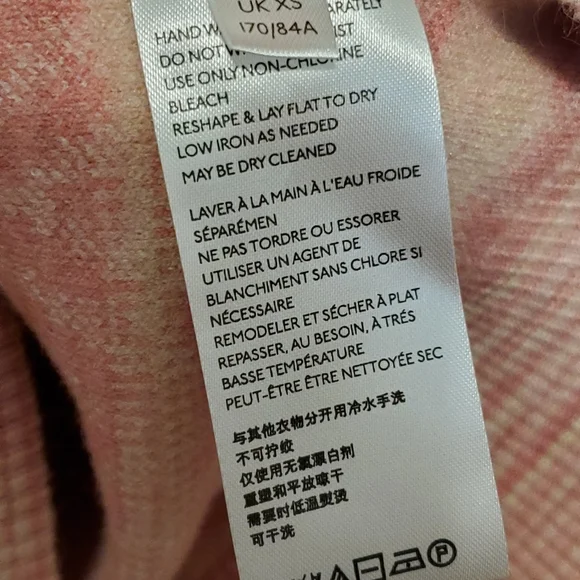 UK XS
170/84A
HAND W RATELY
DO NOT ST
USE ONLY NON-CHLORINE
BLEACH
RESHAPE & LAY FLAT TO DRY
LOW IRON AS NEEDED
MAY BE DRY CLEANED
LAVER À LA MAIN À L'EAU FROIDE
SÉPARÉMEN
NE PAS TORDRE OU ESSORER
UTILISER UN AGENT DE
BLANCHIMENT SANS CHLORE SI
NÉCESSAIRE
REMODELER ET SÉCHER À PLAT
REPASSER, AU BESOIN, À TRÉS
BASSE TEMPÉRATURE
PEUT-ÊTRE ÊTRE NETTOYÉE SEC
与其他衣物分开用冷水手洗
不可拧绞
仅使用无氯漂白剂
重塑和平放晾干
需要时低温熨烫
可干洗
P